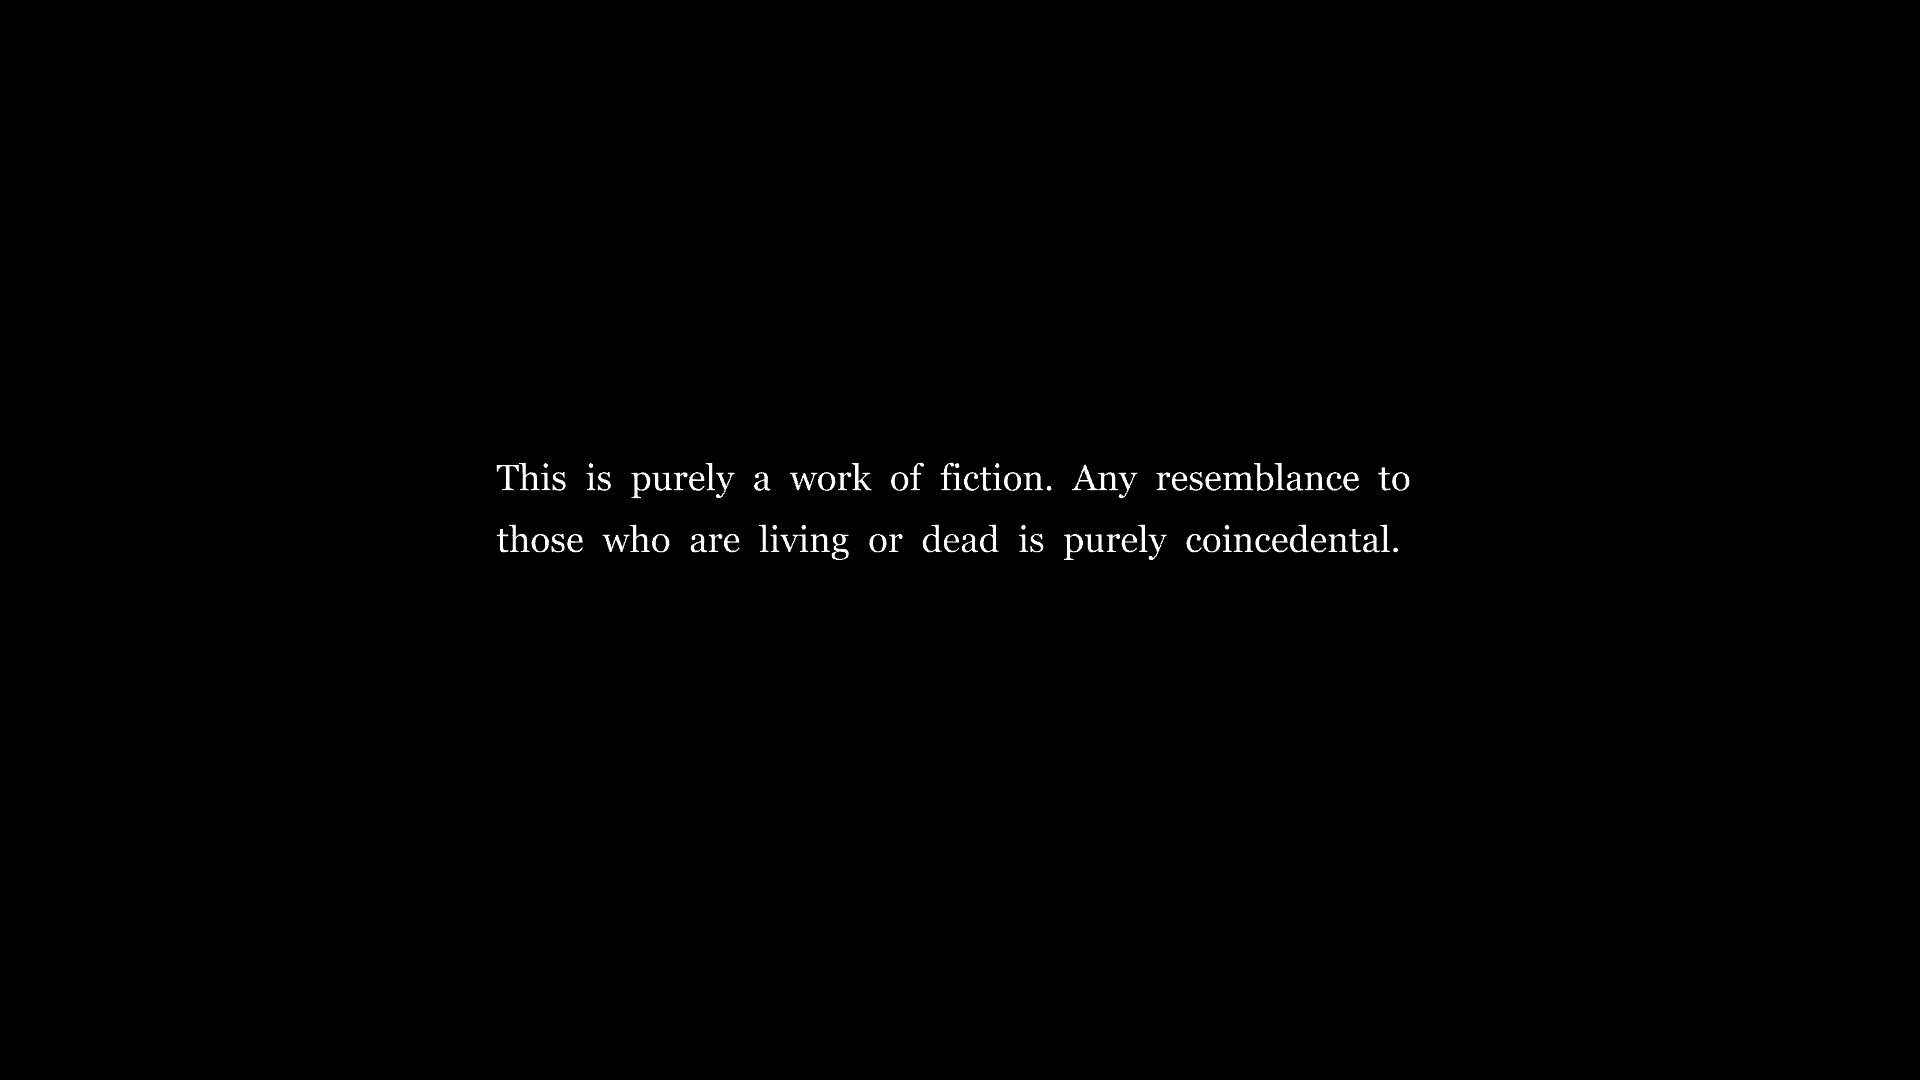 This is purely a work of fiction. Any resemblance to
those who are living or dead is purely coincedental.